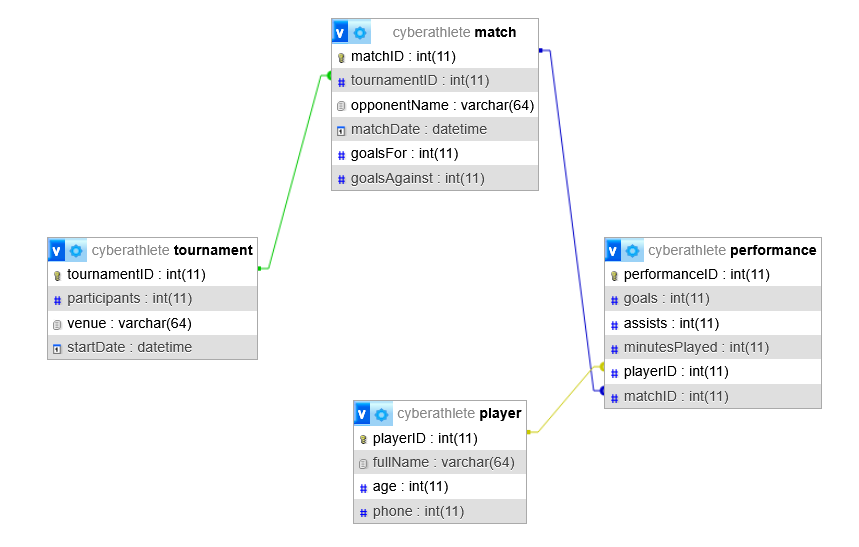 v cyberathlete match
matchID : int(11)
# tournamentID : int(11)
opponentName : varchar(64)
matchDate : datetime
# goalsFor : int(11)
# goalsAgainst : int(11)
v cyberathlete tournament
tournamentID : int(11)
# participants : int(11)
venue : varchar(64)
startDate : datetime
v cyberathlete performance
performanceID : int(11)
# goals : int(11)
# assists : int(11)
# minutesPlayed : int(11)
# playerID : int(11)
# matchID : int(11)
v cyberathlete player
playerID : int(11)
fullName : varchar(64)
# age : int(11)
# phone : int(11)